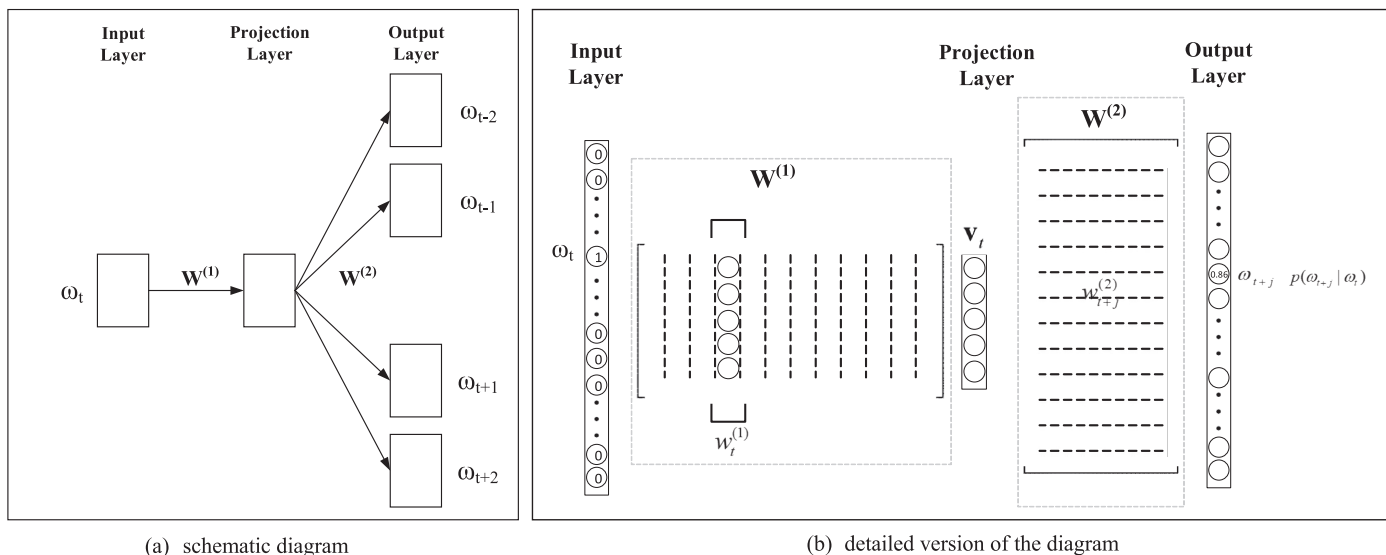 Input
Layer
Projection
Layer
Output
Layer
ωt-2
ωt-1
ωt
W(1)
W(2)
ωt+1
ωt+2
(a) schematic diagram
Input
Layer
Projection
Layer
Output
Layer
W(2)
W(1)
0
0
ωt
1
0
0
0
0
0
wt(1)
vt
wt+j(2)
0.86
ωt+j p(ωt+j | ωt)
(b) detailed version of the diagram